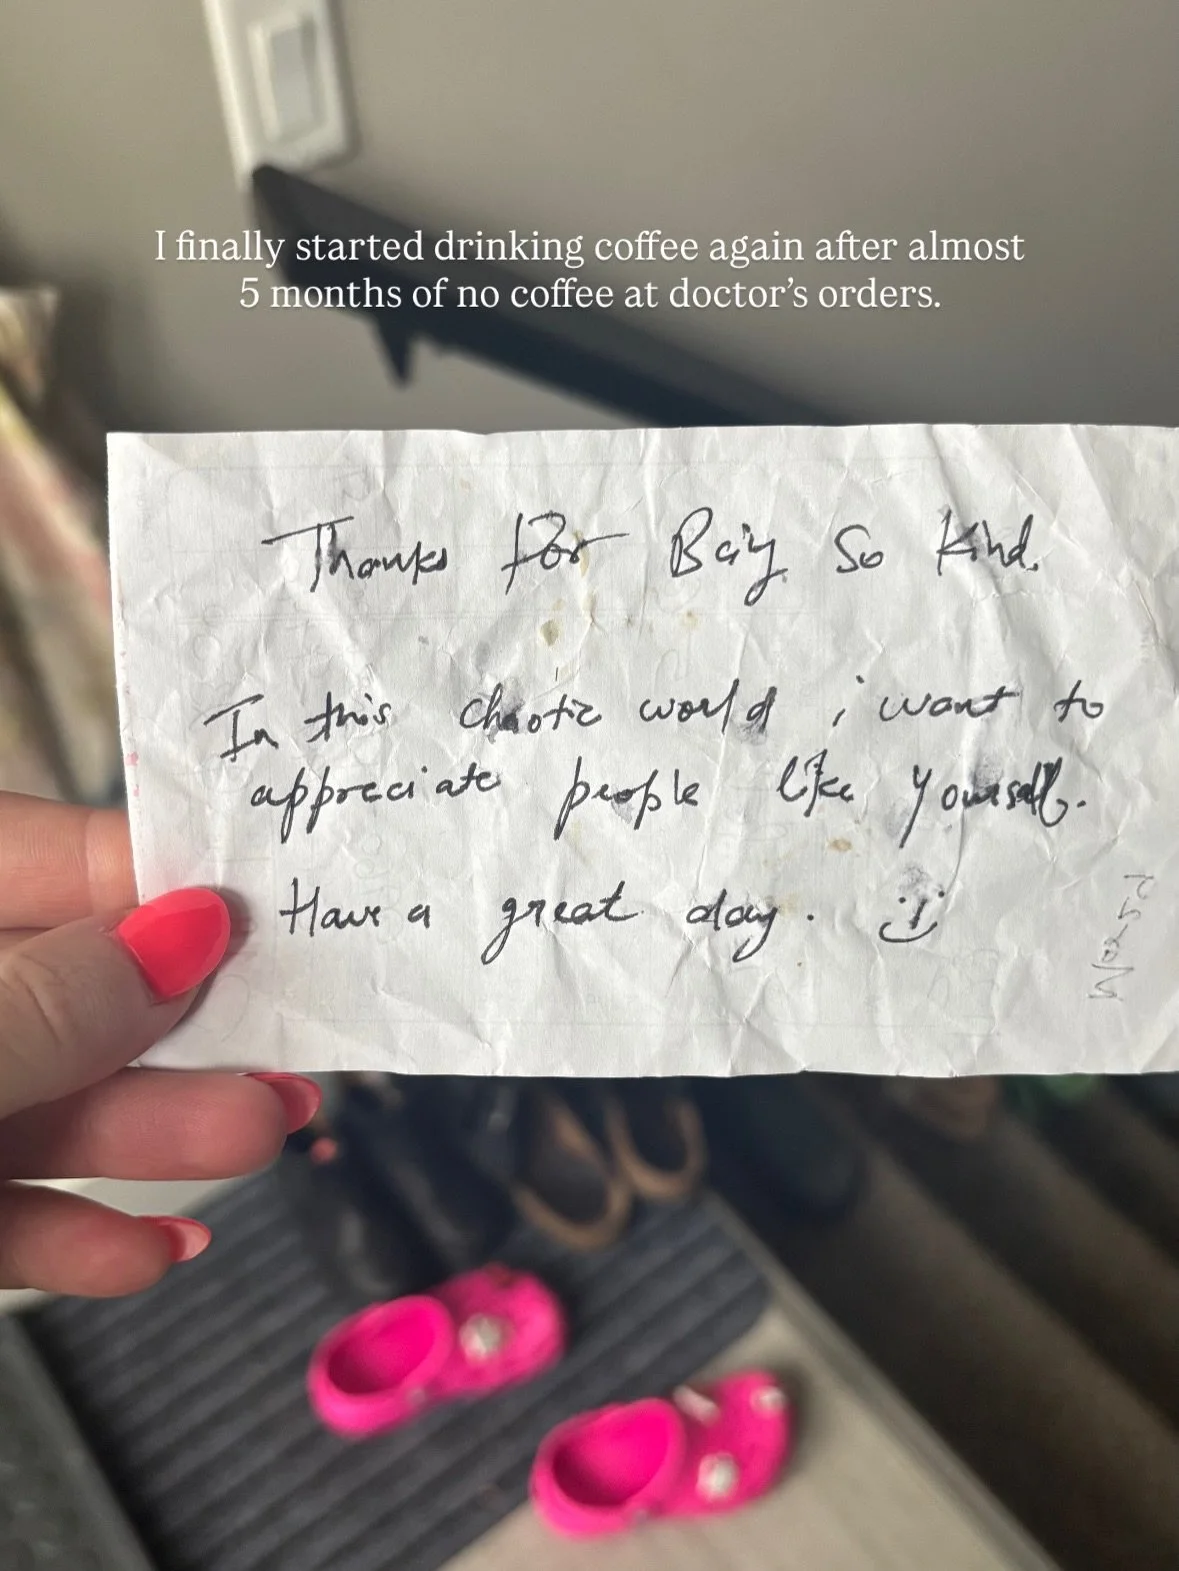 I finally started drinking coffee again after almost
5 months of no coffee at doctor's orders.
Thanks For Being So Kind.
In this chaotic world i want to
appreciate people like yourself.
Have a great day. :)